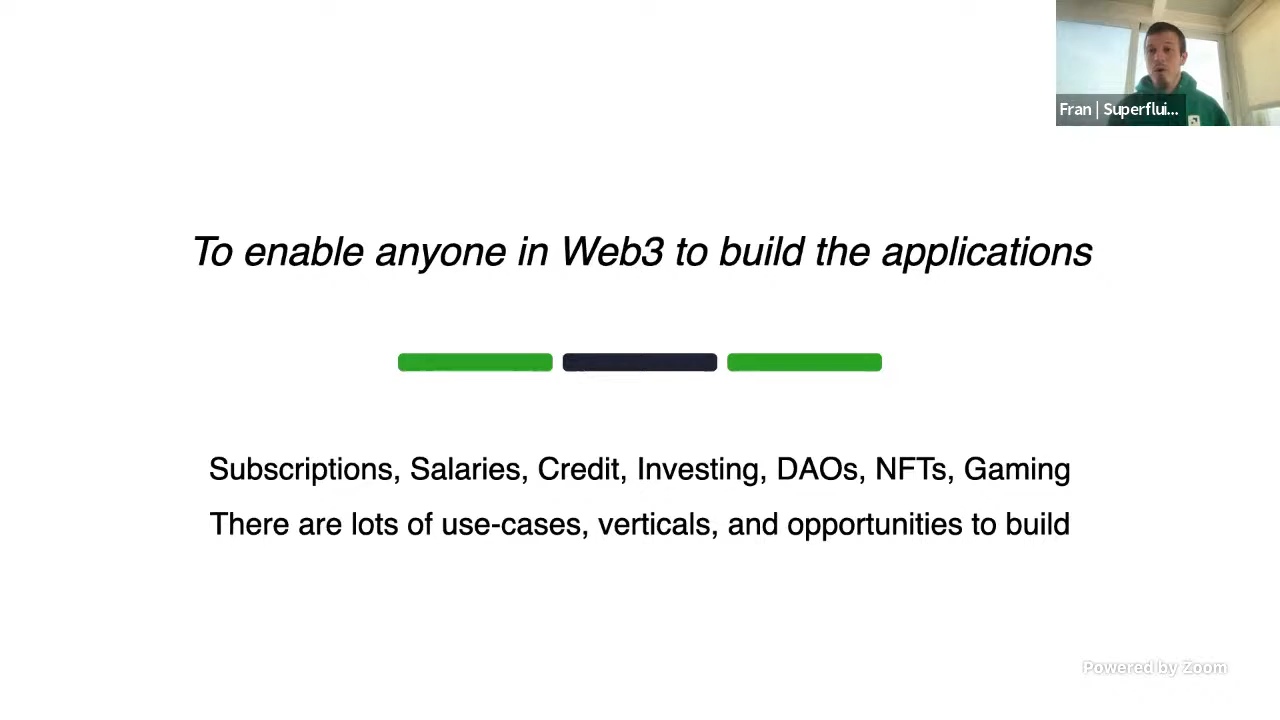 Fran | Superflui...
To enable anyone in Web3 to build the applications
Subscriptions, Salaries, Credit, Investing, DAOs, NFTs, Gaming
There are lots of use-cases, verticals, and opportunities to build
Powered by Zoom